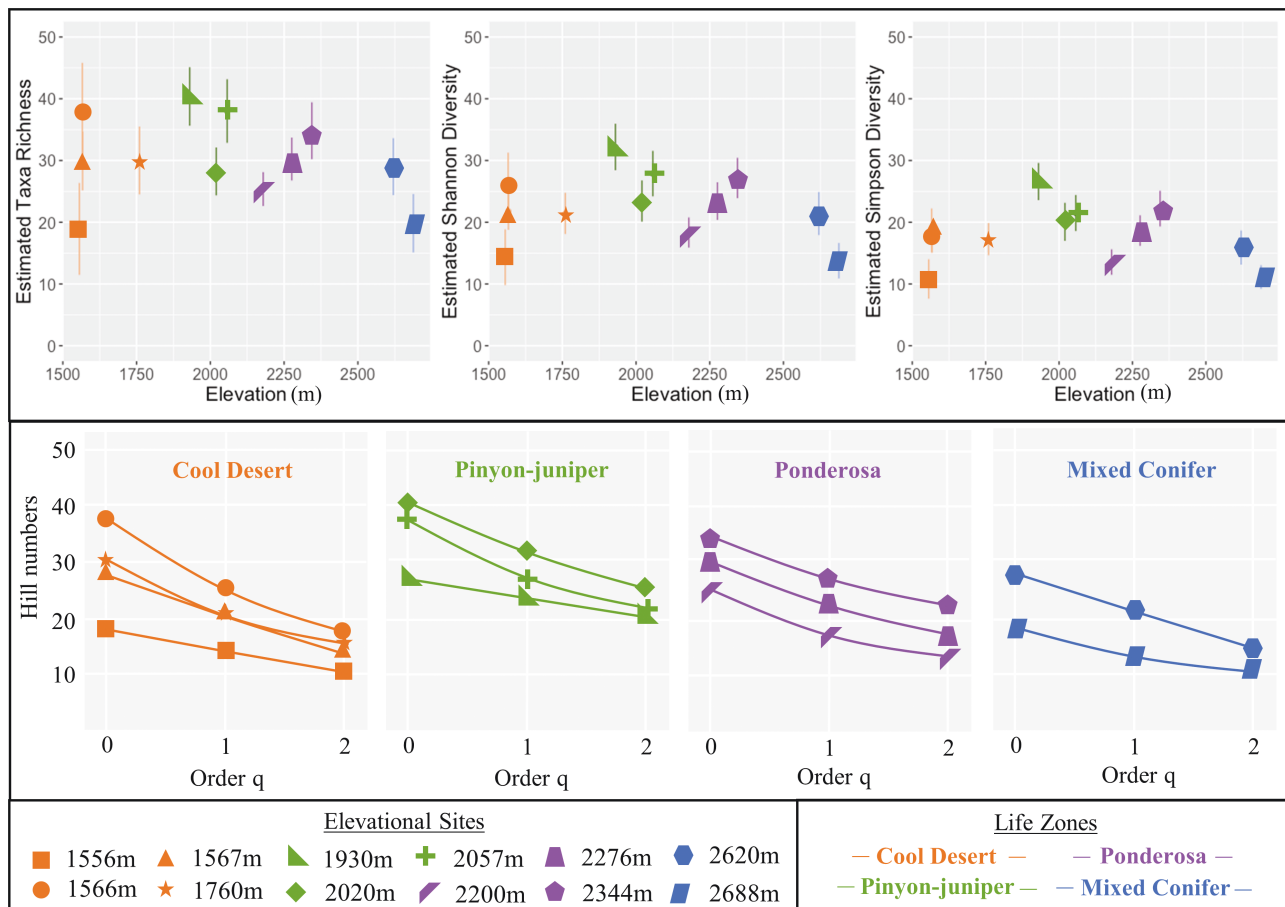 Estimated Taxa Richness
50
40
30
20
10
0
1500 1750 2000 2250 2500
Elevation (m)
Estimated Shannon Diversity
50
40
30
20
10
0
1500 1750 2000 2250 2500
Elevation (m)
Estimated Simpson Diversity
50
40
30
20
10
0
1500 1750 2000 2250 2500
Elevation (m)
Hill numbers
50
40
30
20
10
Cool Desert
0 1 2
Order q
Pinyon-juniper
0 1 2
Order q
Ponderosa
0 1 2
Order q
Mixed Conifer
0 1 2
Order q
Elevational Sites
1556m 1567m 1930m 2057m 2276m 2620m
1566m 1760m 2020m 2200m 2344m 2688m
Life Zones
— Cool Desert — — Ponderosa —
— Pinyon-juniper — — Mixed Conifer —